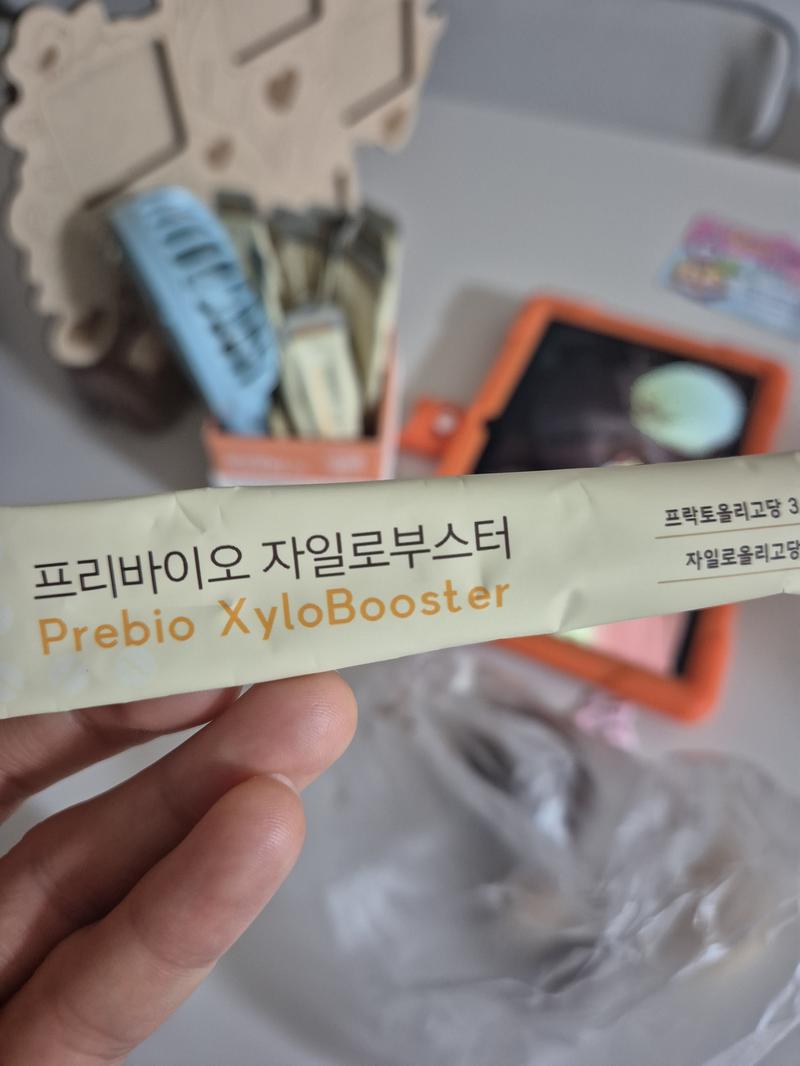 프리바이오 자일로부스터
Prebio XyloBooster
프락토올리고당 3
자일로올리고당